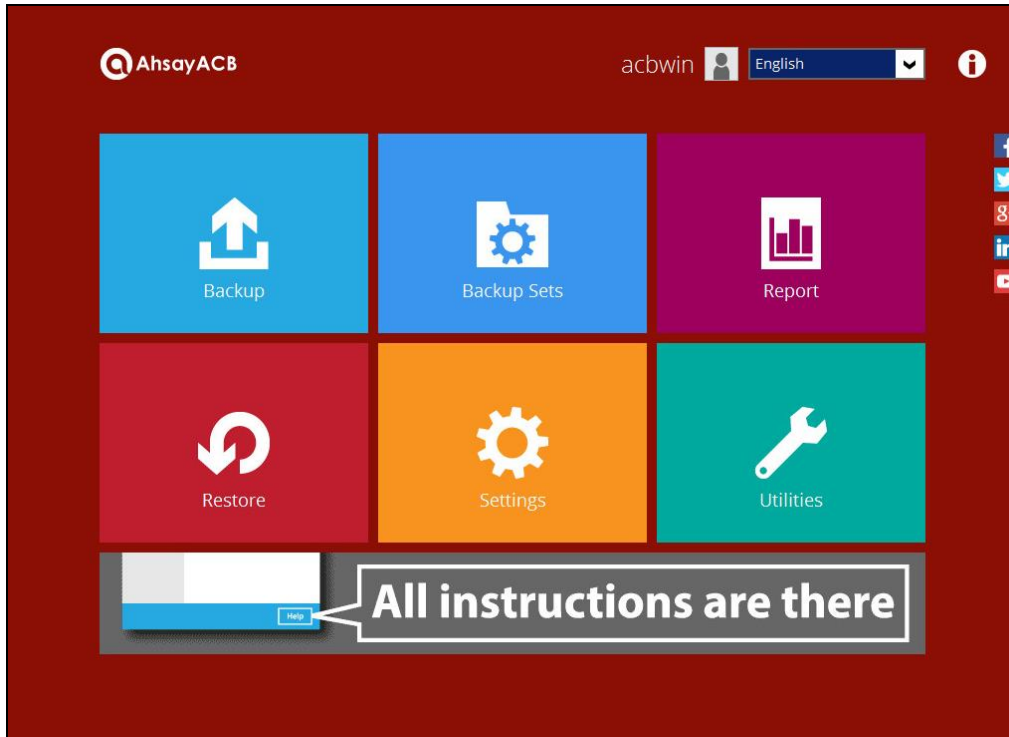 AhsayACB
acbwin
English
Backup
Backup Sets
Report
Restore
Settings
Utilities
Help
All instructions are there